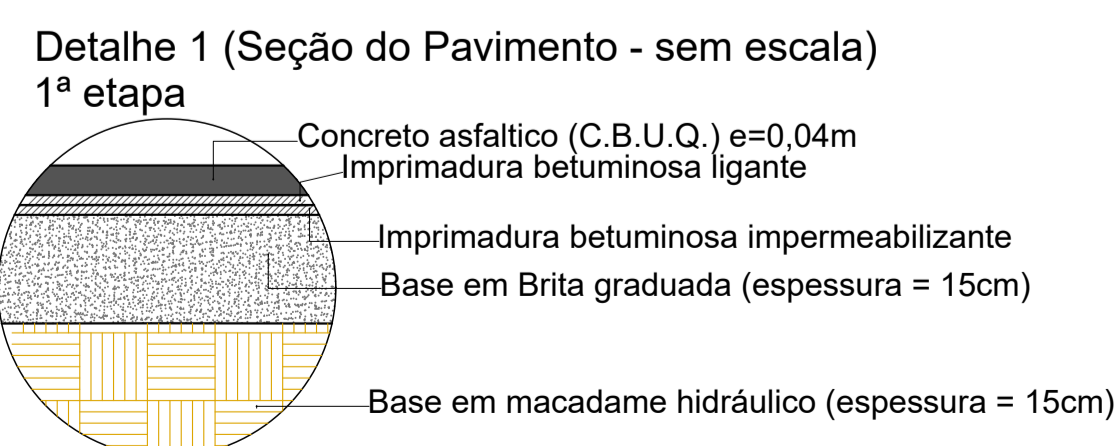 Detalhe 1 (Seção do Pavimento - sem escala)
1ª etapa
Concreto asfaltico (C.B.U.Q.) e=0,04m
Imprimadura betuminosa ligante
Imprimadura betuminosa impermeabilizante
Base em Brita graduada (espessura = 15cm)
Base em macadame hidráulico (espessura = 15cm)